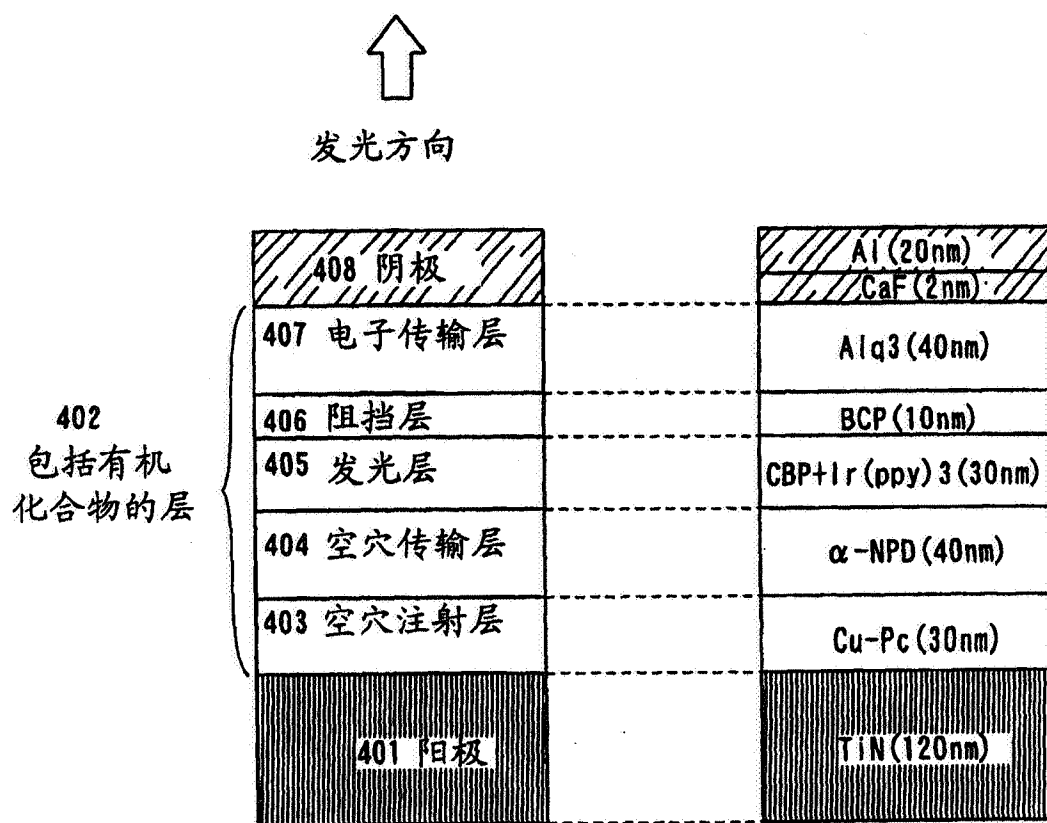 发光方向
408 阴极
407 电子传输层
406 阻挡层
405 发光层
404 空穴传输层
403 空穴注射层
401 阳极
402
包括有机
化合物的层
Al(20nm)
CaF(2nm)
Alq3(40nm)
BCP(10nm)
CBP+Ir(ppy)3(30nm)
α-NPD(40nm)
Cu-Pc(30nm)
TiN(120nm)